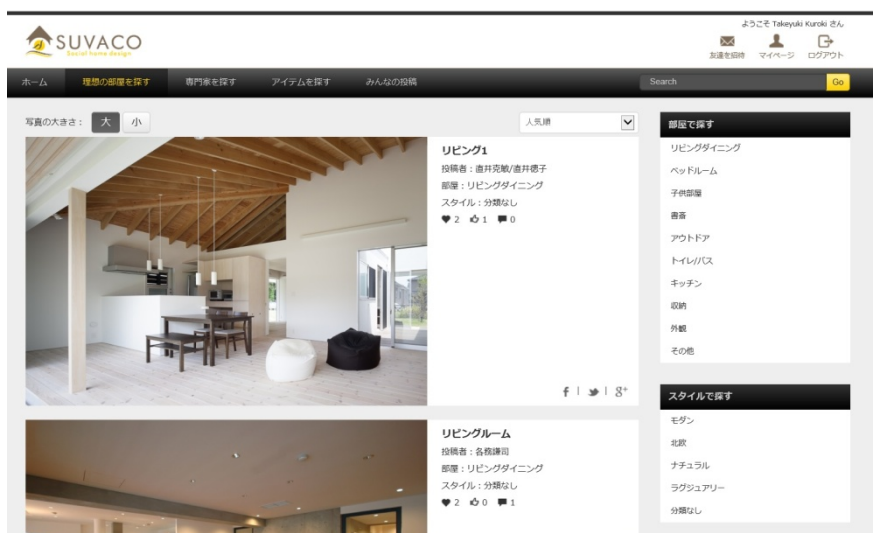 ようこそ Takeyuki Kuroki さん
SUVACO
Social home design
友達を招待 マイページ ログアウト
ホーム 理想の部屋を探す 専門家を探す アイテムを探す みんなの投稿 Search Go
写真の大きさ： 大 小 人気順
リビング1
投稿者：直井克敏/直井徳子
部屋：リビングダイニング
スタイル：分類なし
2 1 0
f | | g+
リビングルーム
投稿者：各務謙司
部屋：リビングダイニング
スタイル：分類なし
2 0 1
部屋で探す
リビングダイニング
ベッドルーム
子供部屋
書斎
アウトドア
トイレ/バス
キッチン
収納
外観
その他
スタイルで探す
モダン
北欧
ナチュラル
ラグジュアリー
分類なし